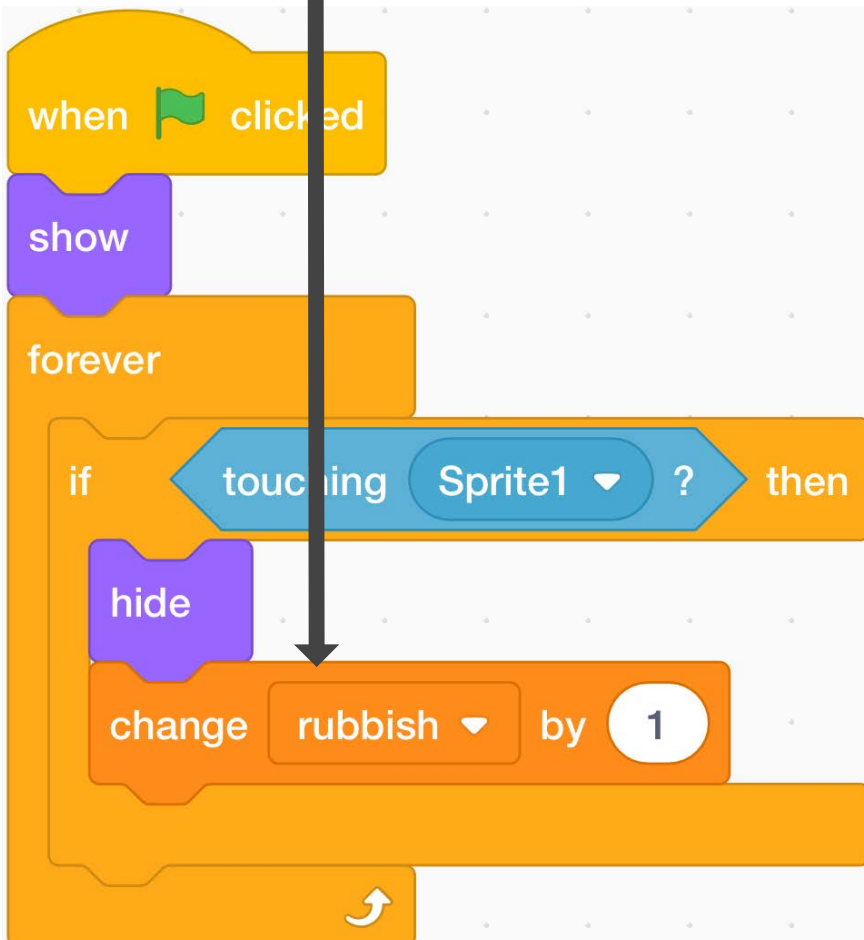 when clicked
show
forever
if touching Sprite1 ? then
hide
change rubbish by 1